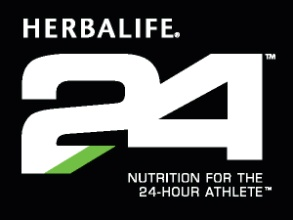 HERBALIFE.
24™
NUTRITION FOR THE
24-HOUR ATHLETE™